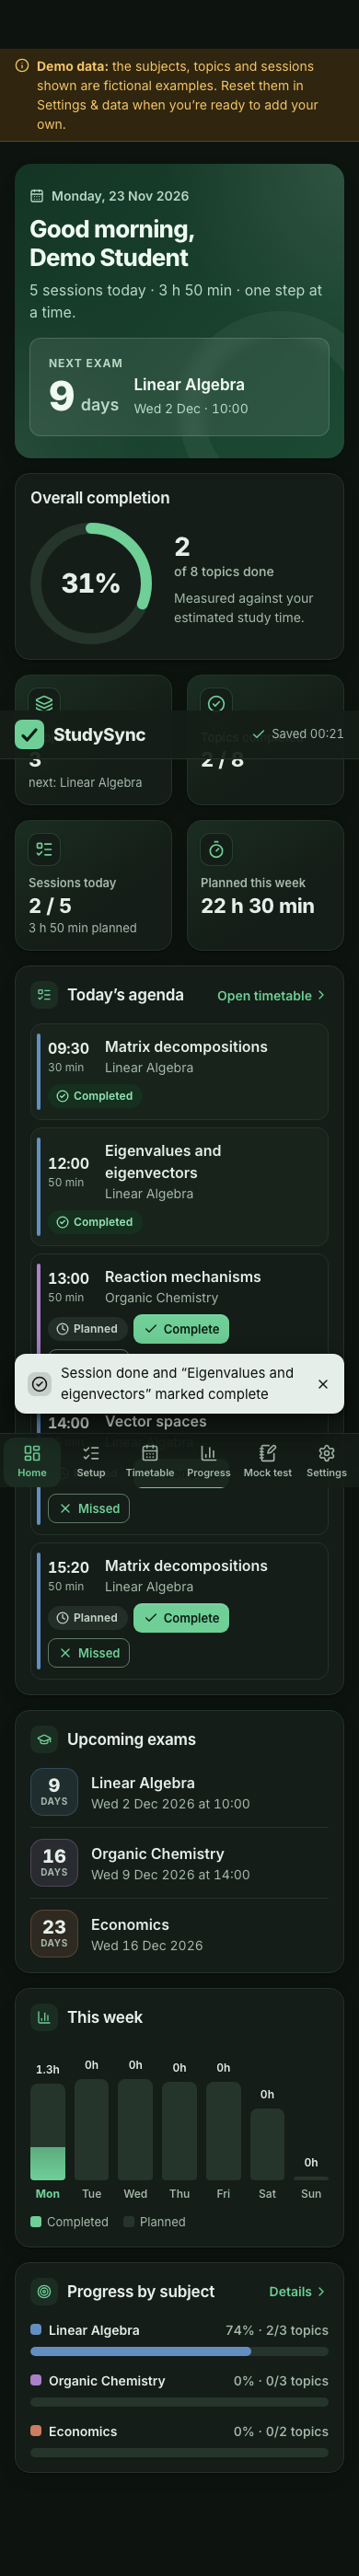 Demo data: the subjects, topics and sessions
shown are fictional examples. Reset them in
Settings & data when you’re ready to add your
own.
Monday, 23 Nov 2026
Good morning,
Demo Student
5 sessions today · 3 h 50 min · one step at
a time.
NEXT EXAM
9 days
Linear Algebra
Wed 2 Dec · 10:00
Overall completion
31%
2
of 8 topics done
Measured against your
estimated study time.
StudySync
Saved 00:21
3
next: Linear Algebra
Topics
2 / 8
Sessions today
2 / 5
3 h 50 min planned
Planned this week
22 h 30 min
Today’s agenda
Open timetable
09:30
30 min
Matrix decompositions
Linear Algebra
Completed
12:00
50 min
Eigenvalues and
eigenvectors
Linear Algebra
Completed
13:00
50 min
Reaction mechanisms
Organic Chemistry
Planned
Complete
Session done and “Eigenvalues and
eigenvectors” marked complete
14:00
Vector spaces
Home
Setup
Timetable
Progress
Mock test
Settings
Missed
15:20
50 min
Matrix decompositions
Linear Algebra
Planned
Complete
Missed
Upcoming exams
9
DAYS
Linear Algebra
Wed 2 Dec 2026 at 10:00
16
DAYS
Organic Chemistry
Wed 9 Dec 2026 at 14:00
23
DAYS
Economics
Wed 16 Dec 2026
This week
1.3h
0h
0h
0h
0h
0h
0h
Mon
Tue
Wed
Thu
Fri
Sat
Sun
Completed
Planned
Progress by subject
Details
Linear Algebra
74% · 2/3 topics
Organic Chemistry
0% · 0/3 topics
Economics
0% · 0/2 topics